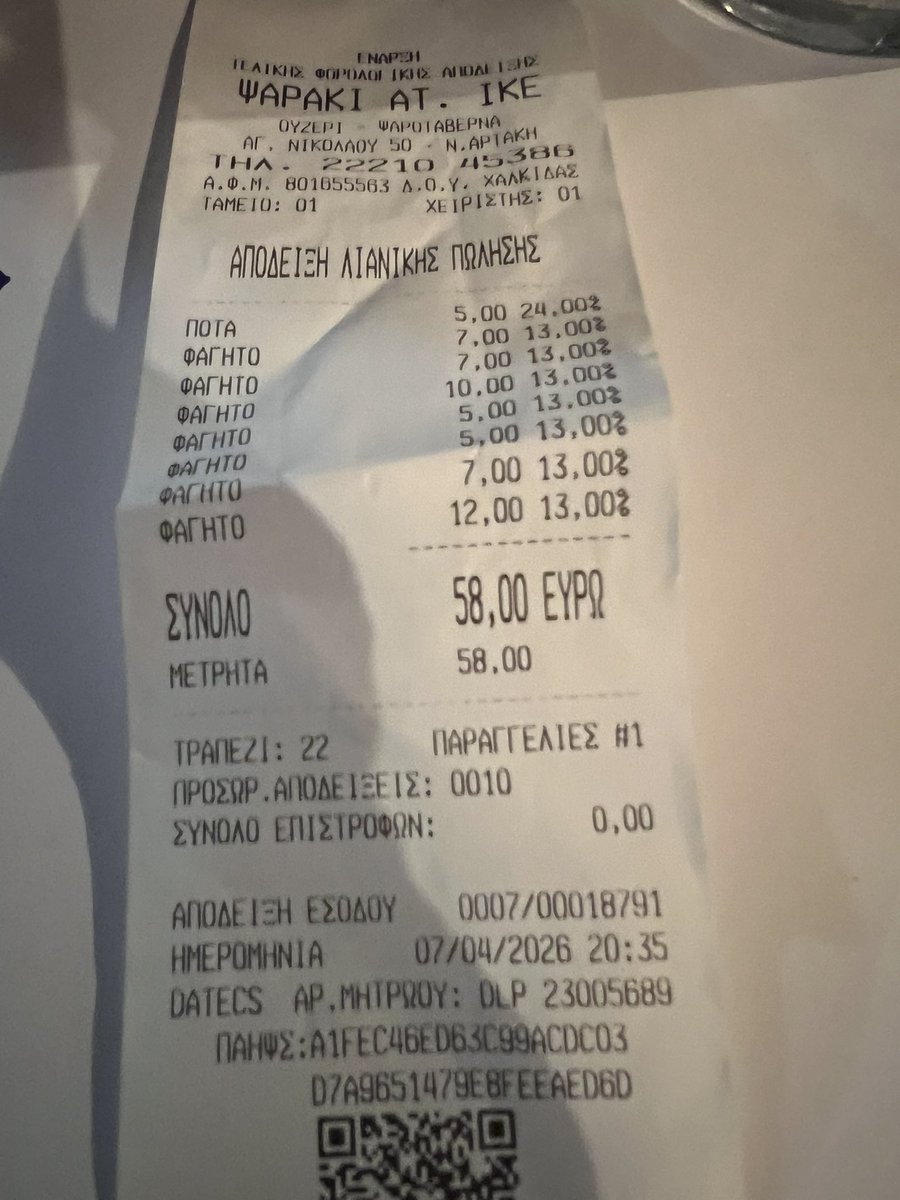 ΕΝΑΡΞΗ
ΤΕΛΙΚΗΣ ΦΟΡΟΛΟΓΙΚΗΣ ΑΠΟΔΕΙΞΗΣ
ΨΑΡΑΚΙ ΑΤ. ΙΚΕ
ΟΥΖΕΡΙ - ΨΑΡΟΤΑΒΕΡΝΑ
ΑΓ. ΝΙΚΟΛΑΟΥ 50 - Ν.ΑΡΤΑΚΗ
ΤΗΛ. 22210 45386
Α.Φ.Μ. 801655563 Δ.Ο.Υ. ΧΑΛΚΙΔΑΣ
ΤΑΜΕΙΟ: 01 ΧΕΙΡΙΣΤΗΣ: 01
ΑΠΟΔΕΙΞΗ ΛΙΑΝΙΚΗΣ ΠΩΛΗΣΗΣ
ΠΟΤΑ 5,00 24,00%
ΦΑΓΗΤΟ 7,00 13,00%
ΦΑΓΗΤΟ 7,00 13,00%
ΦΑΓΗΤΟ 10,00 13,00%
ΦΑΓΗΤΟ 5,00 13,00%
ΦΑΓΗΤΟ 5,00 13,00%
ΦΑΓΗΤΟ 7,00 13,00%
ΦΑΓΗΤΟ 12,00 13,00%
ΣΥΝΟΛΟ 58,00 ΕΥΡΩ
ΜΕΤΡΗΤΑ 58,00
ΤΡΑΠΕΖΙ: 22 ΠΑΡΑΓΓΕΛΙΕΣ #1
ΠΡΟΣΩΡ.ΑΠΟΔΕΙΞΕΙΣ: 0010
ΣΥΝΟΛΟ ΕΠΙΣΤΡΟΦΩΝ: 0,00
ΑΠΟΔΕΙΞΗ ΕΣΟΔΟΥ 0007/00018791
ΗΜΕΡΟΜΗΝΙΑ 07/04/2026 20:35
DATECS ΑΡ.ΜΗΤΡΩΟΥ: DLP 23005689
ΠΑΗΨΣ:A1FEC46ED63C99ACDC03
D7A9651479E8FEEAED6D